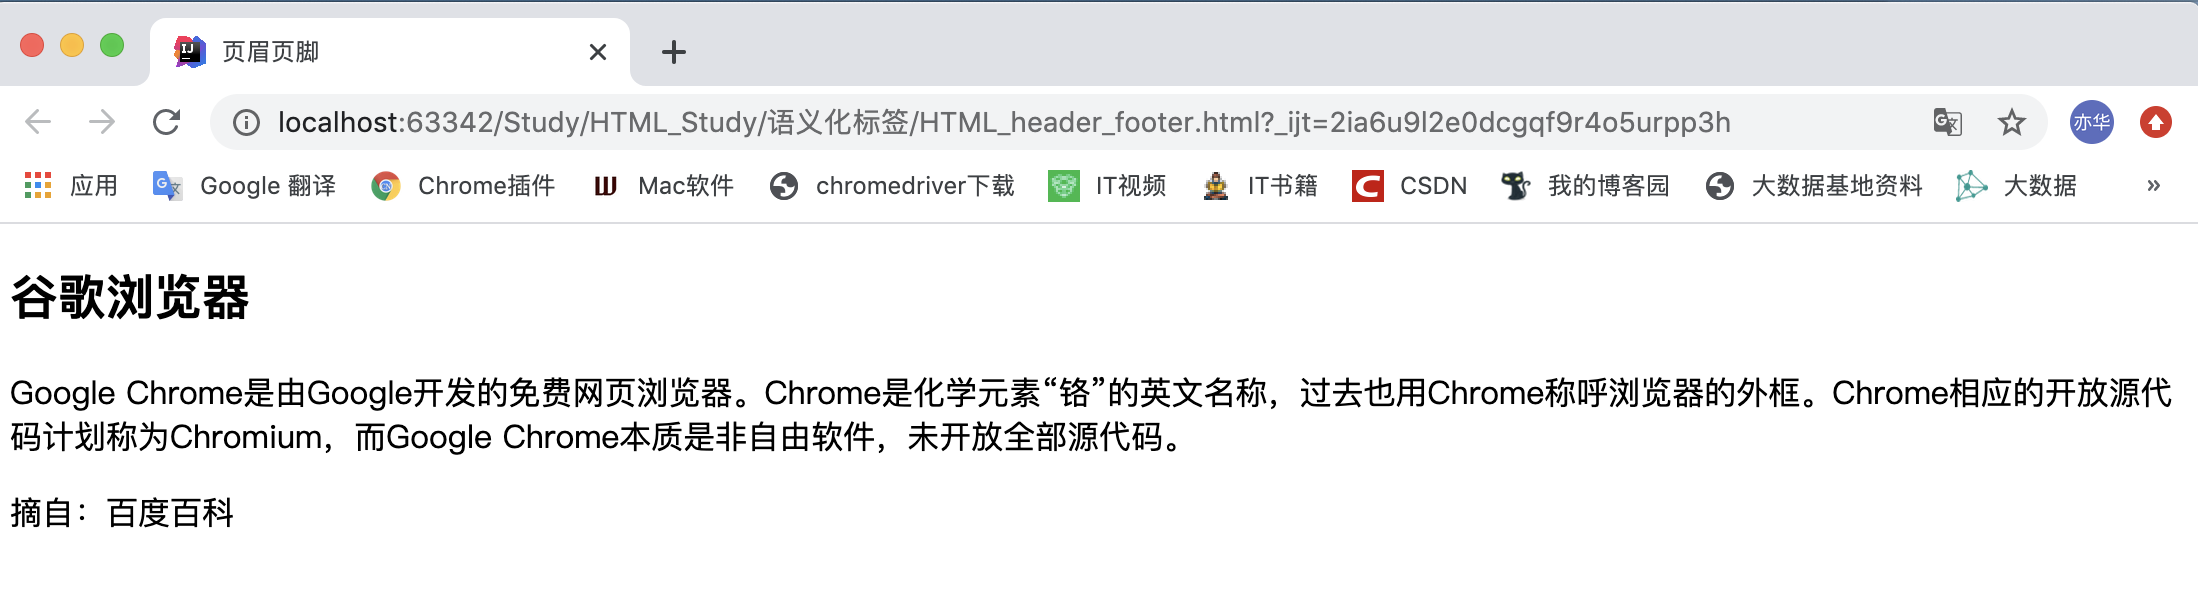 页眉页脚
localhost:63342/Study/HTML_Study/语义化标签/HTML_header_footer.html?_ijt=2ia6u9l2e0dcgqf9r4o5urpp3h
亦华
应用 Google 翻译 Chrome插件 Mac软件 chromedriver下载 IT视频 IT书籍 CSDN 我的博客园 大数据基地资料 大数据 »
谷歌浏览器
Google Chrome是由Google开发的免费网页浏览器。Chrome是化学元素“铬”的英文名称，过去也用Chrome称呼浏览器的外框。Chrome相应的开放源代
码计划称为Chromium，而Google Chrome本质是非自由软件，未开放全部源代码。
摘自：百度百科